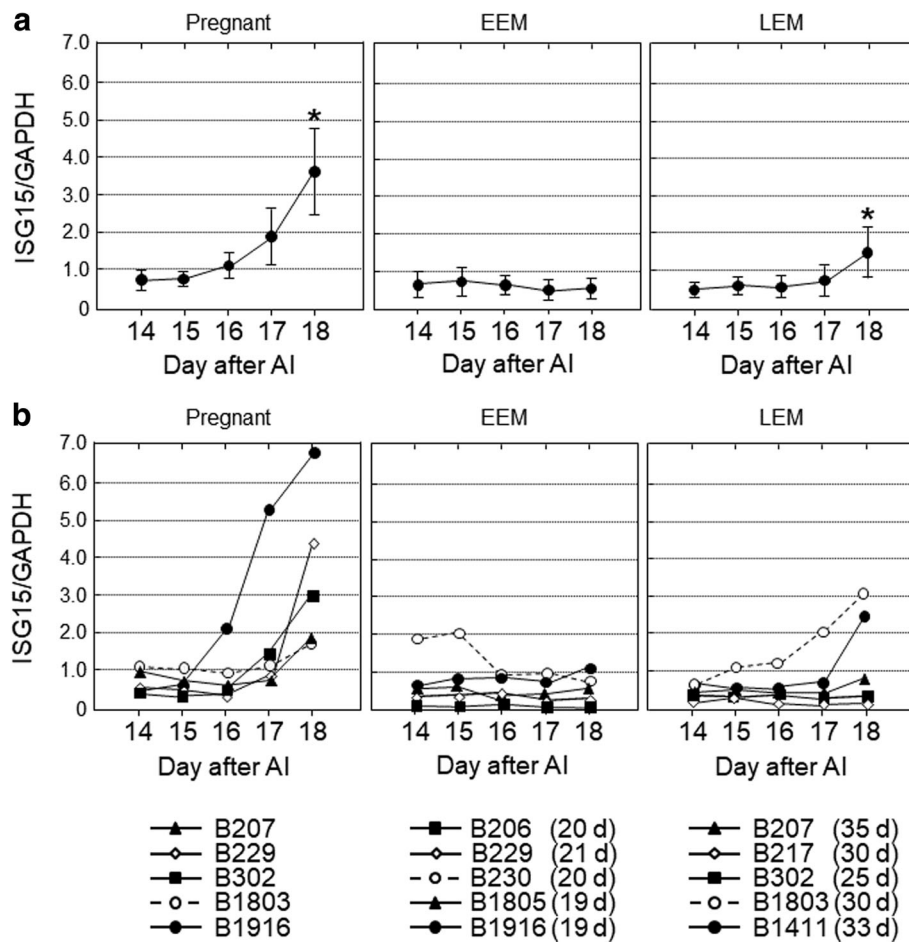 a
Pregnant EEM LEM
7.0
6.0
5.0
4.0
3.0
2.0
1.0
0
ISG15/GAPDH
* *
14 15 16 17 18 14 15 16 17 18 14 15 16 17 18
Day after AI Day after AI Day after AI
b
Pregnant EEM LEM
7.0
6.0
5.0
4.0
3.0
2.0
1.0
0
ISG15/GAPDH
14 15 16 17 18 14 15 16 17 18 14 15 16 17 18
Day after AI Day after AI Day after AI
B207 B206 (20 d) B207 (35 d)
B229 B229 (21 d) B217 (30 d)
B302 B230 (20 d) B302 (25 d)
B1803 B1805 (19 d) B1803 (30 d)
B1916 B1916 (19 d) B1411 (33 d)